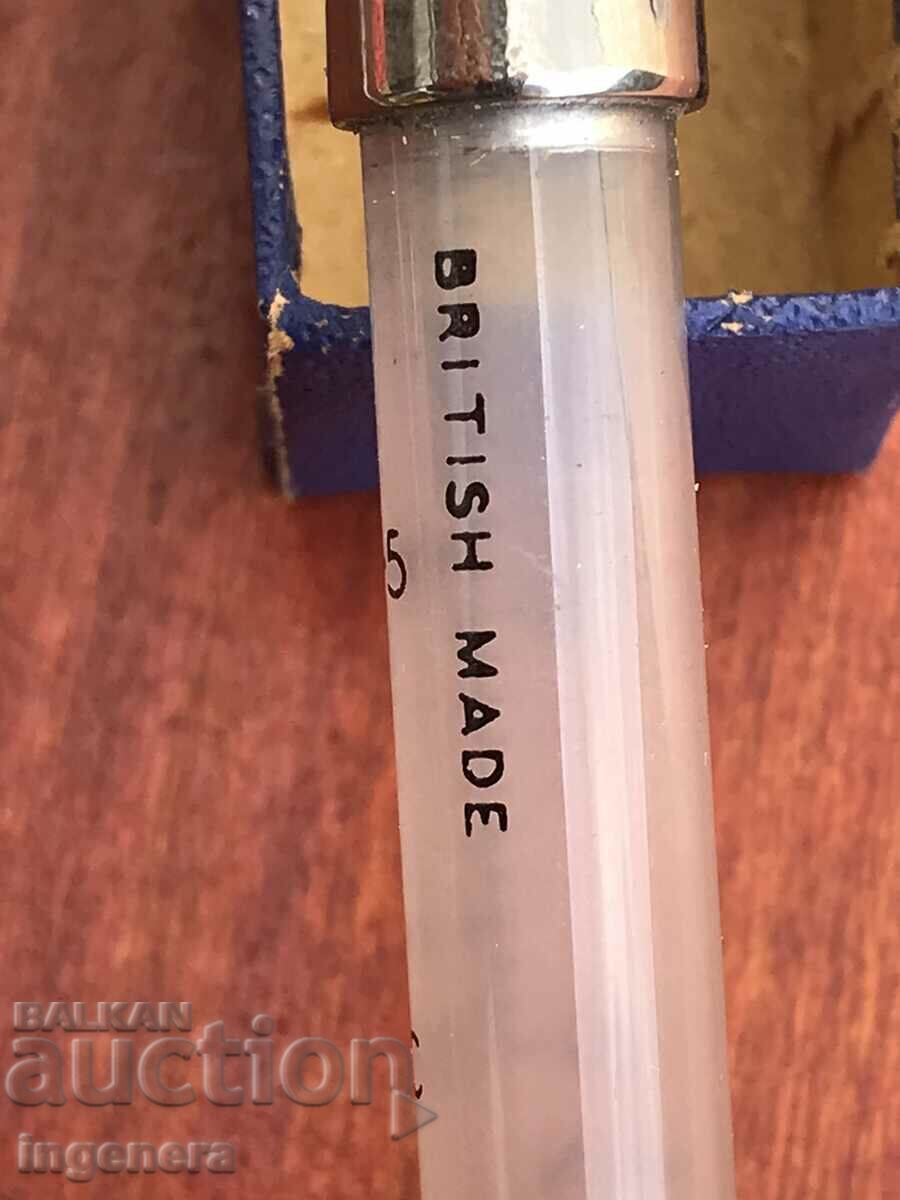 BRITISH MADE
5
BALKAN
auction
ingenera